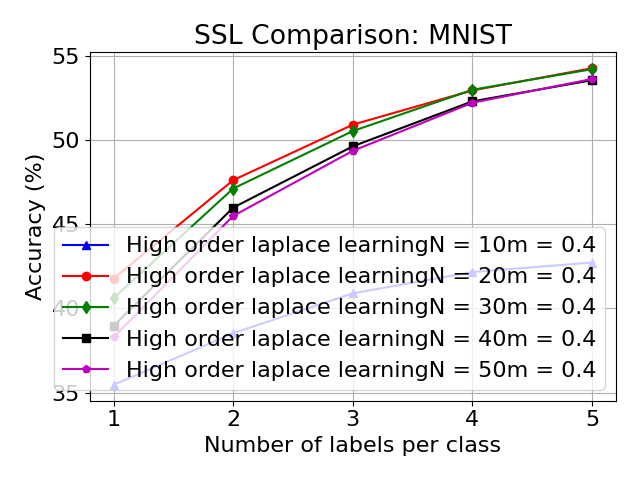 SSL Comparison: MNIST
55
50
45
40
35
Accuracy (%)
High order laplace learningN = 10m = 0.4
High order laplace learningN = 20m = 0.4
High order laplace learningN = 30m = 0.4
High order laplace learningN = 40m = 0.4
High order laplace learningN = 50m = 0.4
1 2 3 4 5
Number of labels per class